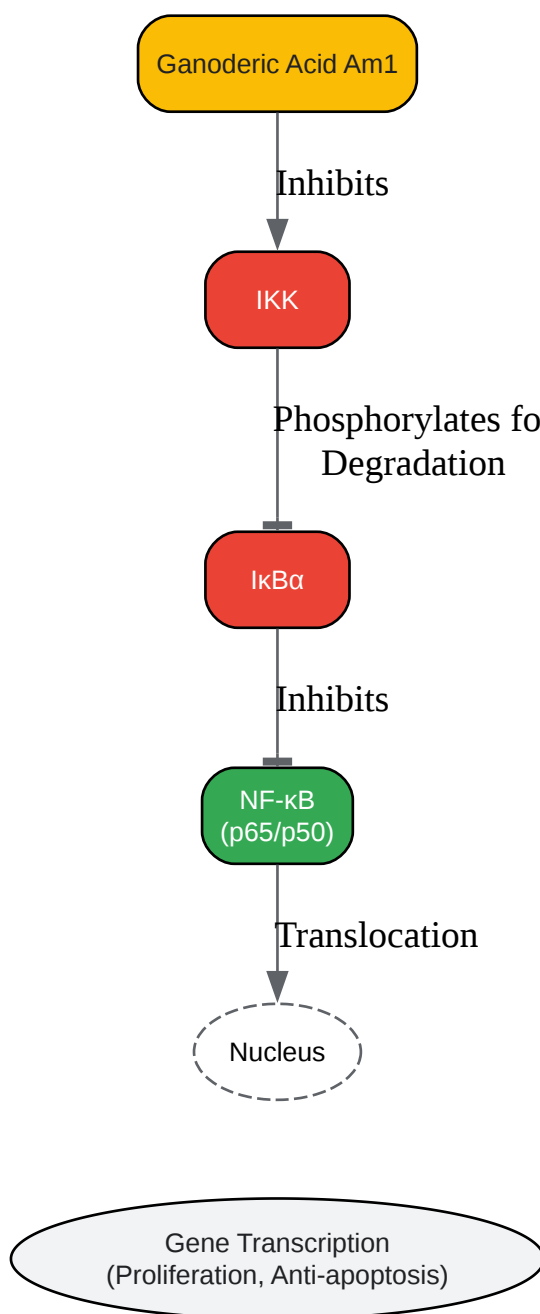 Ganoderic Acid Am1
Inhibits
IKK
Phosphorylates fo
Degradation
IκBα
Inhibits
NF-κB
(p65/p50)
Translocation
Nucleus
Gene Transcription
(Proliferation, Anti-apoptosis)